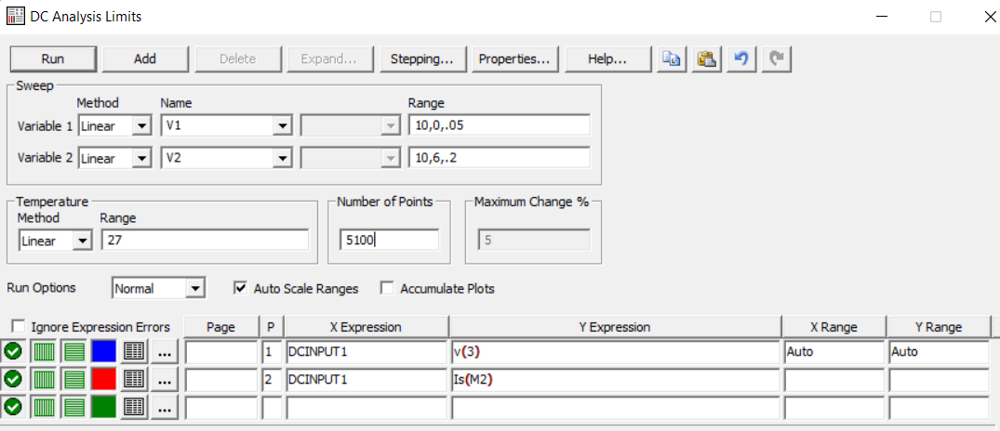 DC Analysis Limits
Run Add Delete Expand... Stepping... Properties... Help...
Sweep
Method Name Range
Variable 1 Linear V1 10,0,.05
Variable 2 Linear V2 10,6,.2
Temperature Number of Points Maximum Change %
Method Range
Linear 27 5100 5
Run Options Normal Auto Scale Ranges Accumulate Plots
Ignore Expression Errors Page P X Expression Y Expression X Range Y Range
... 1 DCINPUT1 v(3) Auto Auto
... 2 DCINPUT1 Is(M2)
...